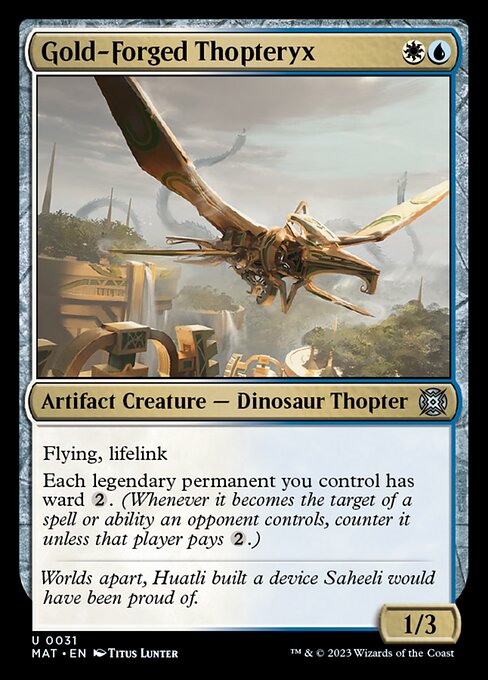 Gold-Forged Thopteryx
Artifact Creature — Dinosaur Thopter
Flying, lifelink
Each legendary permanent you control has
ward 2. (Whenever it becomes the target of a
spell or ability an opponent controls, counter it
unless that player pays 2.)
Worlds apart, Huatli built a device Saheeli would
have been proud of.
1/3
U 0031
MAT • EN Titus Lunter
™ & © 2023 Wizards of the Coast